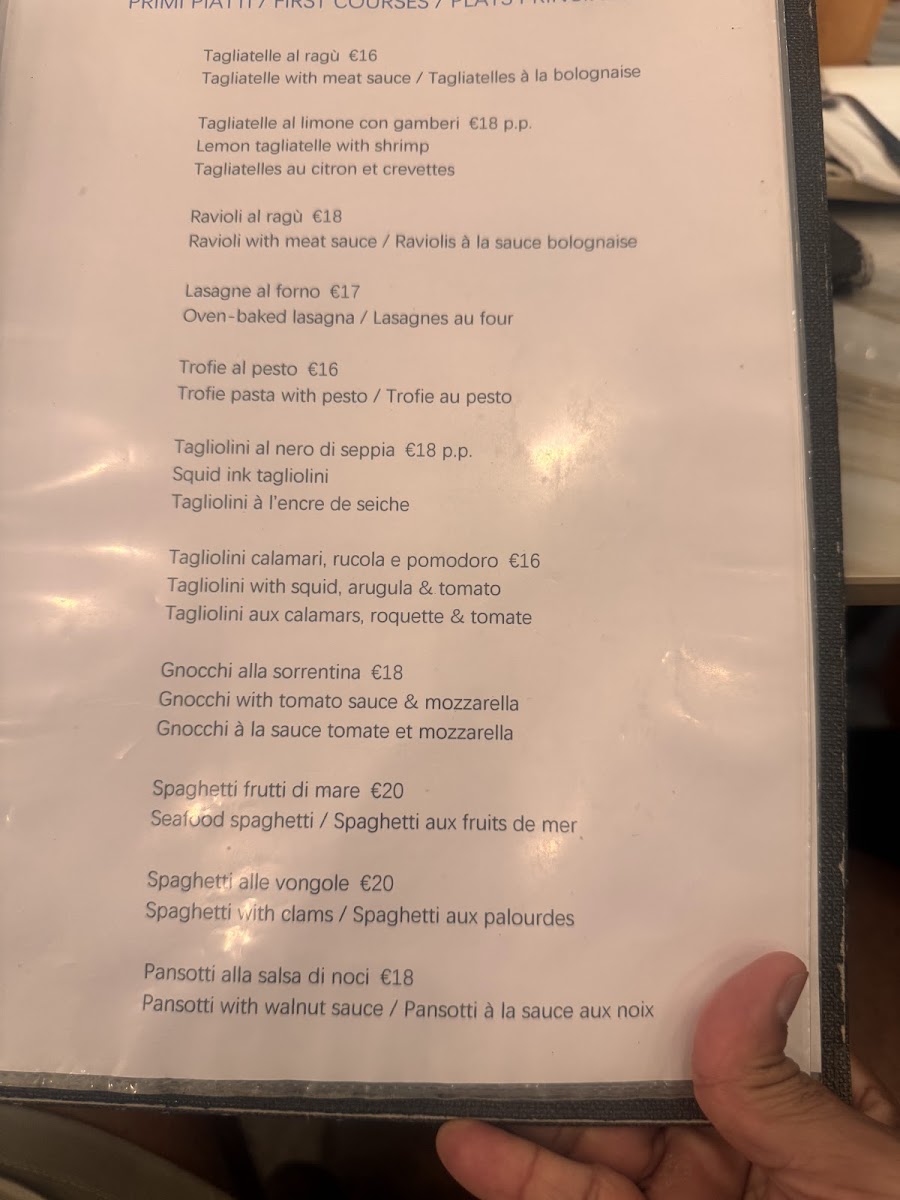 PRIMI PIATTI / FIRST COURSES / PLATS
Tagliatelle al ragù €16
Tagliatelle with meat sauce / Tagliatelles à la bolognaise
Tagliatelle al limone con gamberi €18 p.p.
Lemon tagliatelle with shrimp
Tagliatelles au citron et crevettes
Ravioli al ragù €18
Ravioli with meat sauce / Raviolis à la sauce bolognaise
Lasagne al forno €17
Oven-baked lasagna / Lasagnes au four
Trofie al pesto €16
Trofie pasta with pesto / Trofie au pesto
Tagliolini al nero di seppia €18 p.p.
Squid ink tagliolini
Tagliolini à l'encre de seiche
Tagliolini calamari, rucola e pomodoro €16
Tagliolini with squid, arugula & tomato
Tagliolini aux calamars, roquette & tomate
Gnocchi alla sorrentina €18
Gnocchi with tomato sauce & mozzarella
Gnocchi à la sauce tomate et mozzarella
Spaghetti frutti di mare €20
Seafood spaghetti / Spaghetti aux fruits de mer
Spaghetti alle vongole €20
Spaghetti with clams / Spaghetti aux palourdes
Pansotti alla salsa di noci €18
Pansotti with walnut sauce / Pansotti à la sauce aux noix